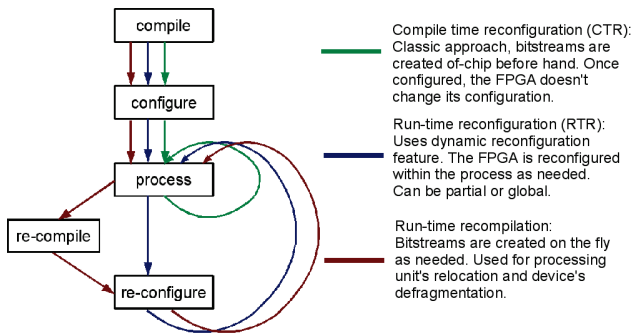 compile
configure
process
re-compile
re-configure
Compile time reconfiguration (CTR):
Classic approach, bitstreams are
created of-chip before hand. Once
configured, the FPGA doesn't
change its configuration.
Run-time reconfiguration (RTR):
Uses dynamic reconfiguration
feature. The FPGA is reconfigured
within the process as needed.
Can be partial or global.
Run-time recompilation:
Bitstreams are created on the fly
as needed. Used for processing
unit's relocation and device's
defragmentation.